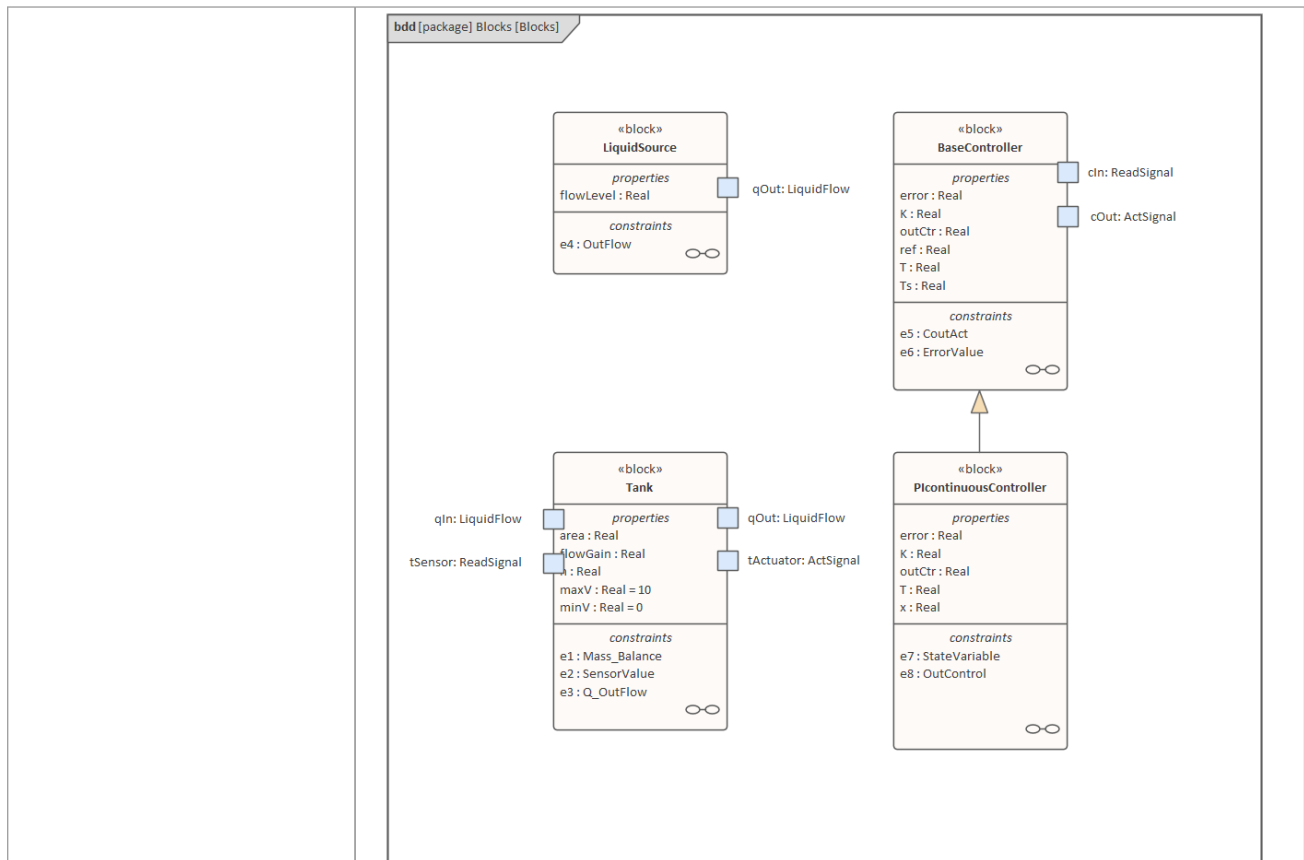 bdd [package] Blocks [Blocks]
«block»
LiquidSource
properties
flowLevel : Real
constraints
e4 : OutFlow
qOut: LiquidFlow
«block»
BaseController
properties
error : Real
K : Real
outCtr : Real
ref : Real
T : Real
Ts : Real
constraints
e5 : CoutAct
e6 : ErrorValue
cIn: ReadSignal
cOut: ActSignal
qIn: LiquidFlow
tSensor: ReadSignal
«block»
Tank
properties
area : Real
flowGain : Real
: Real
maxV : Real = 10
minV : Real = 0
constraints
e1 : Mass_Balance
e2 : SensorValue
e3 : Q_OutFlow
qOut: LiquidFlow
tActuator: ActSignal
«block»
PIcontinuousController
properties
error : Real
K : Real
outCtr : Real
T : Real
x : Real
constraints
e7 : StateVariable
e8 : OutControl